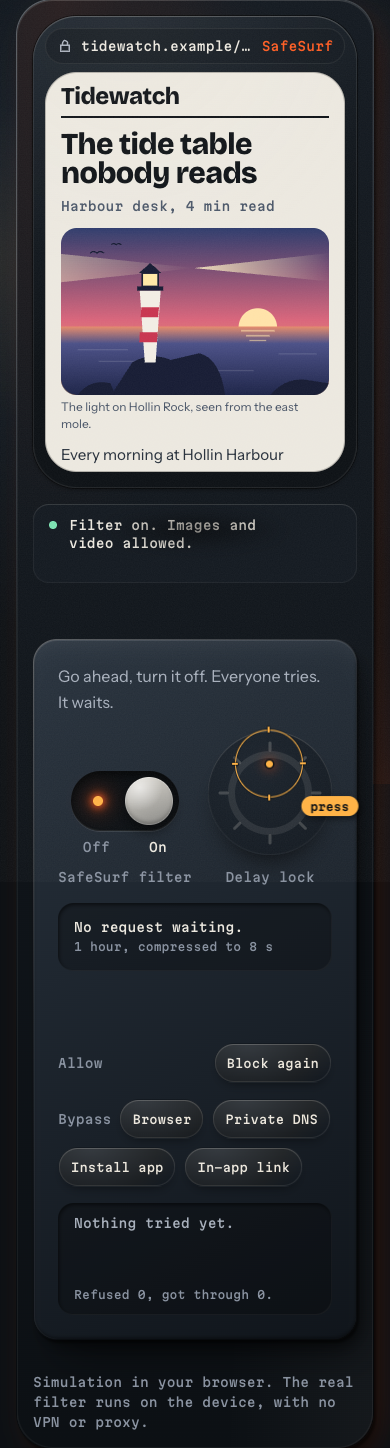 tidewatch.example/… SafeSurf
Tidewatch
The tide table
nobody reads
Harbour desk, 4 min read
The light on Hollin Rock, seen from the east
mole.
Every morning at Hollin Harbour
Filter on. Images and
video allowed.
Go ahead, turn it off. Everyone tries.
It waits.
press
Off On
SafeSurf filter Delay lock
No request waiting.
1 hour, compressed to 8 s
Allow Block again
Bypass Browser Private DNS
Install app In-app link
Nothing tried yet.
Refused 0, got through 0.
Simulation in your browser. The real
filter runs on the device, with no
VPN or proxy.